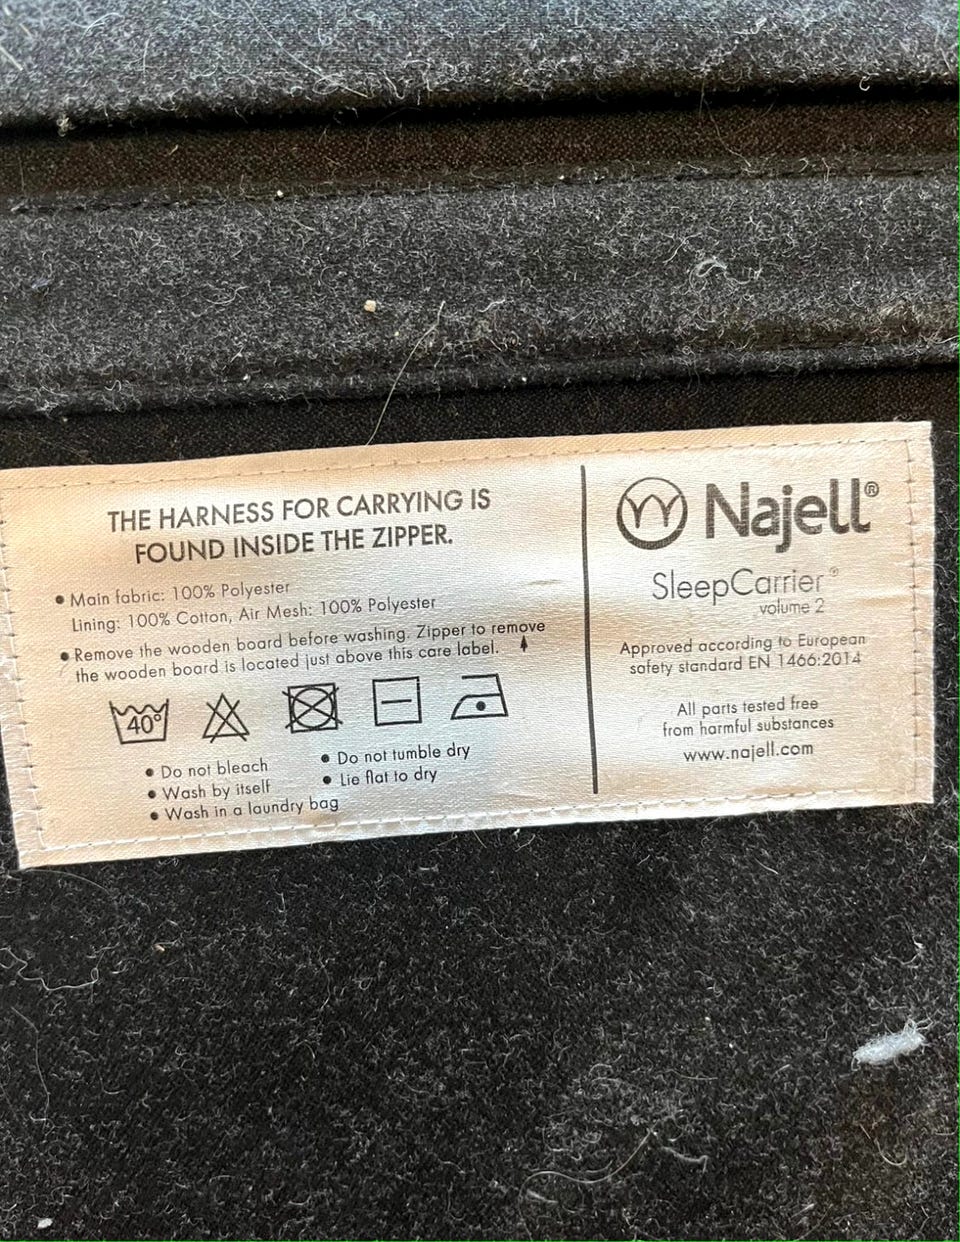 THE HARNESS FOR CARRYING IS
FOUND INSIDE THE ZIPPER.
• Main fabric: 100% Polyester
Lining: 100% Cotton, Air Mesh: 100% Polyester
• Remove the wooden board before washing. Zipper to remove
the wooden board is located just above this care label.
40°
• Do not bleach
• Wash by itself
• Wash in a laundry bag
• Do not tumble dry
• Lie flat to dry
Najell®
SleepCarrier®
volume 2
Approved according to European
safety standard EN 1466:2014
All parts tested free
from harmful substances
www.najell.com